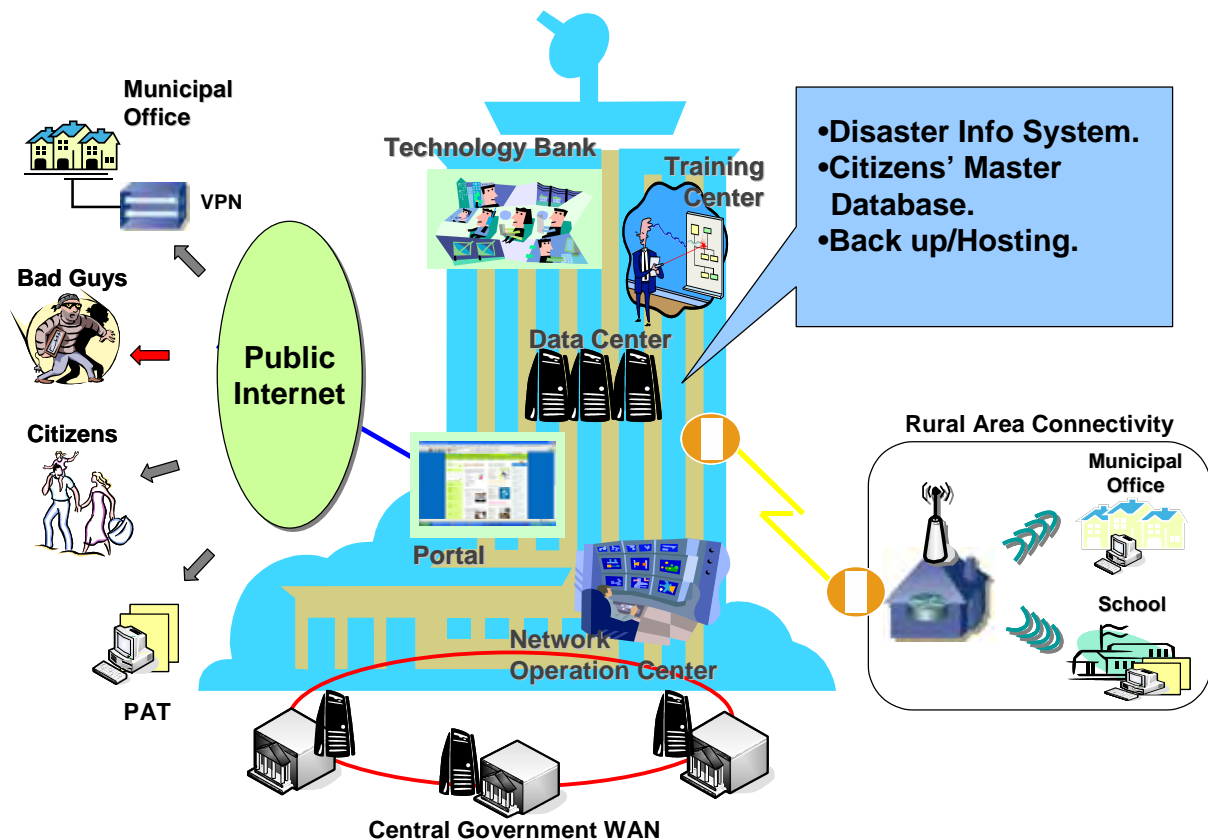 Municipal
Office
VPN
Bad Guys
Public
Internet
Citizens
PAT
Technology Bank
Training
Center
Data Center
Portal
Network
Operation Center
Central Government WAN
•Disaster Info System.
•Citizens’ Master
Database.
•Back up/Hosting.
Rural Area Connectivity
Municipal
Office
School